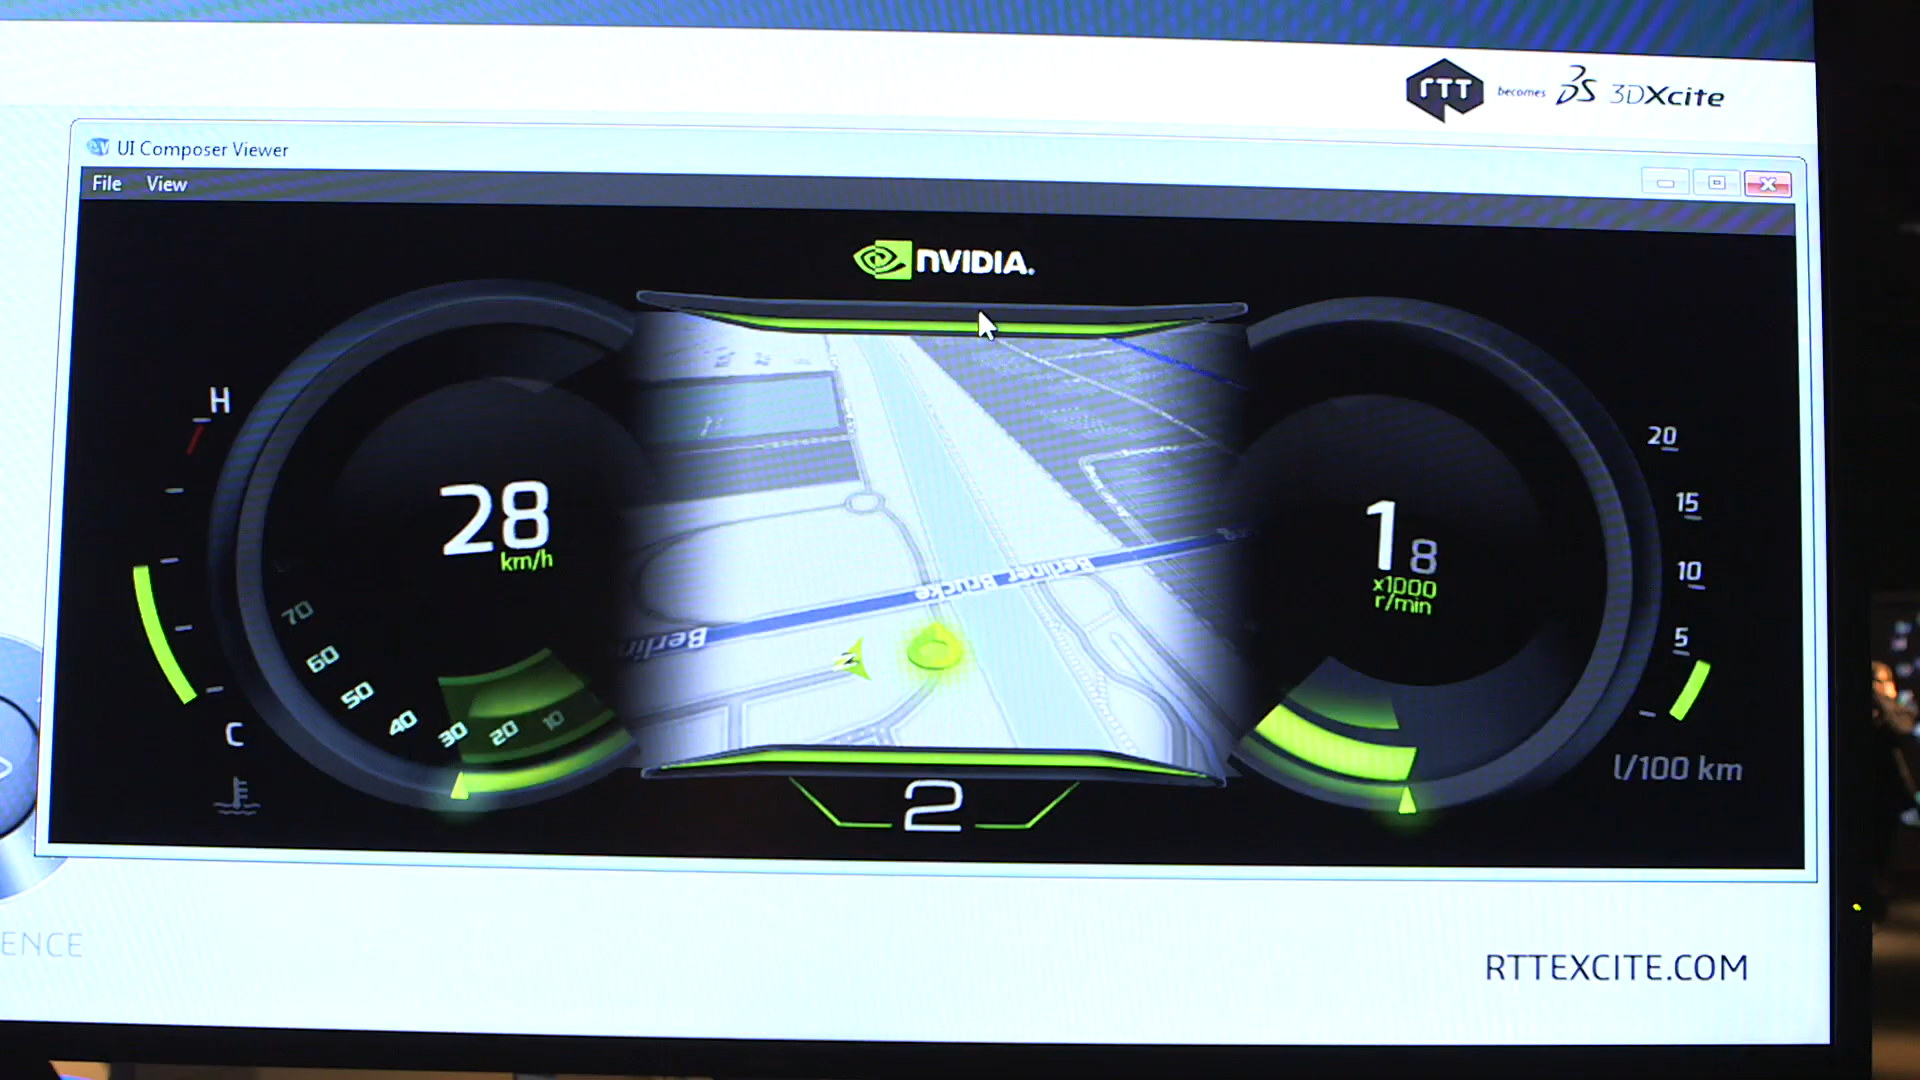 RTT becomes 3DS 3DXcite
UI Composer Viewer
File View
NVIDIA.
H
C
28
km/h
70
60
50
40
30
20
10
Berliner Brücke
Berlin
N
2
1 8
x1000
r/min
20
15
10
5
l/100 km
ENCE
RTTEXCITE.COM